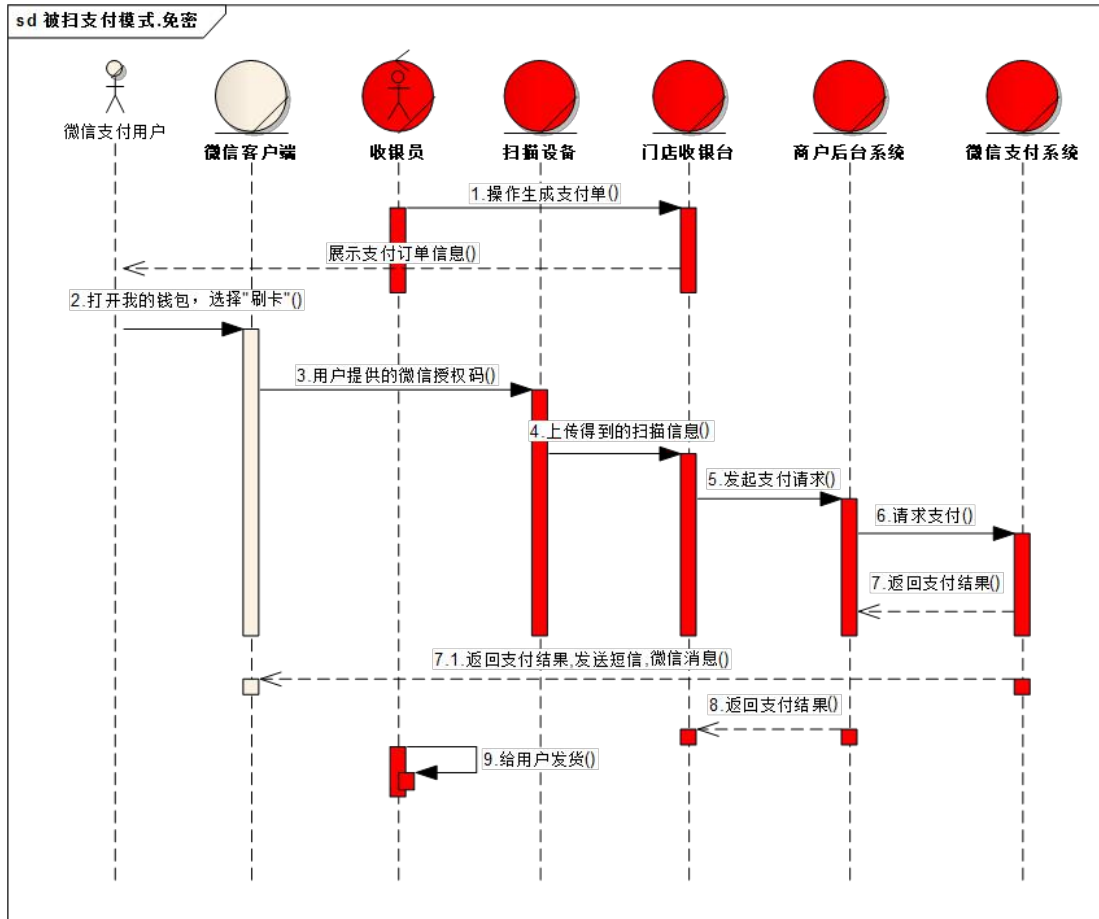 sd 被扫支付模式.免密
微信支付用户
微信客户端
收银员
扫描设备
门店收银台
商户后台系统
微信支付系统
1.操作生成支付单()
展示支付订单信息()
2.打开我的钱包，选择"刷卡"()
3.用户提供的微信授权码()
4.上传得到的扫描信息()
5.发起支付请求()
6.请求支付()
7.返回支付结果()
7.1.返回支付结果,发送短信,微信消息()
8.返回支付结果()
9.给用户发货()